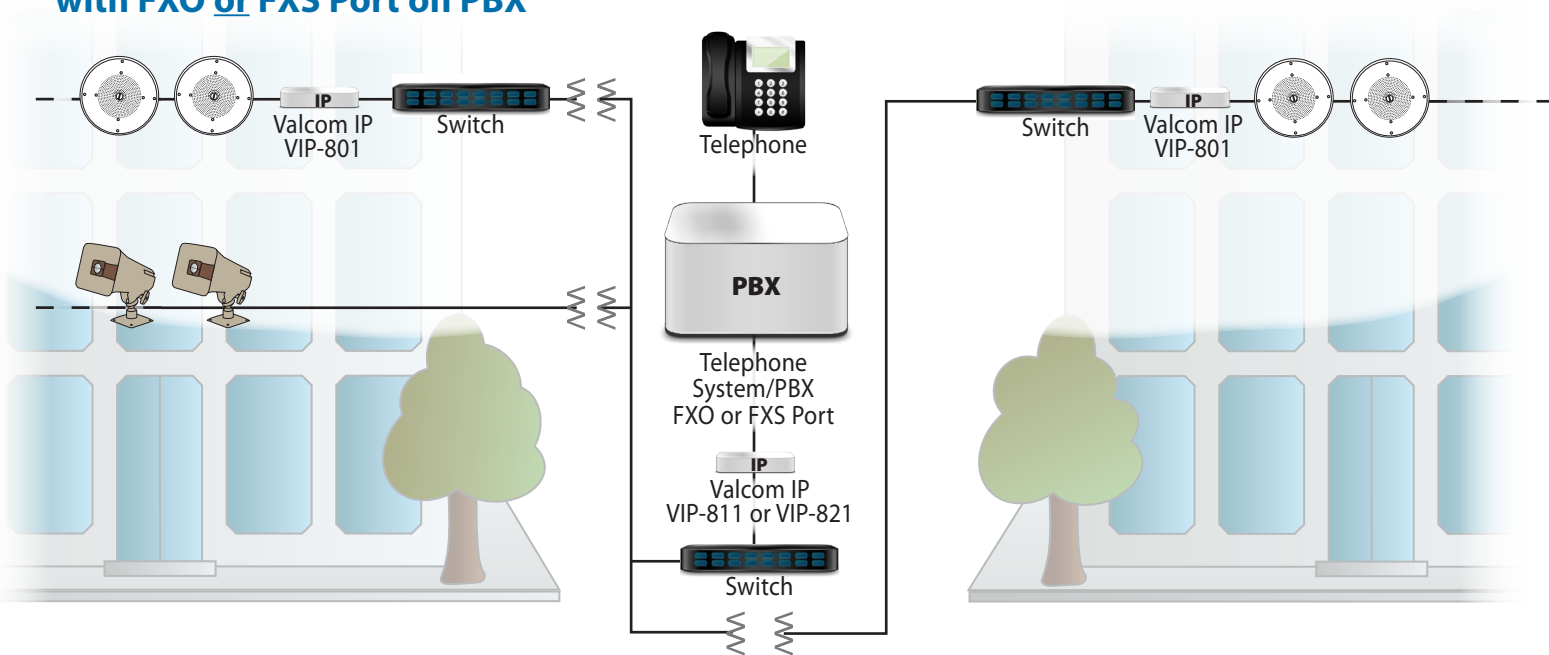 with FXO or FXS Port on PBX
IP
Valcom IP
VIP-801
Switch
Telephone
PBX
Telephone
System/PBX
FXO or FXS Port
IP
Valcom IP
VIP-811 or VIP-821
Switch
Switch
IP
Valcom IP
VIP-801